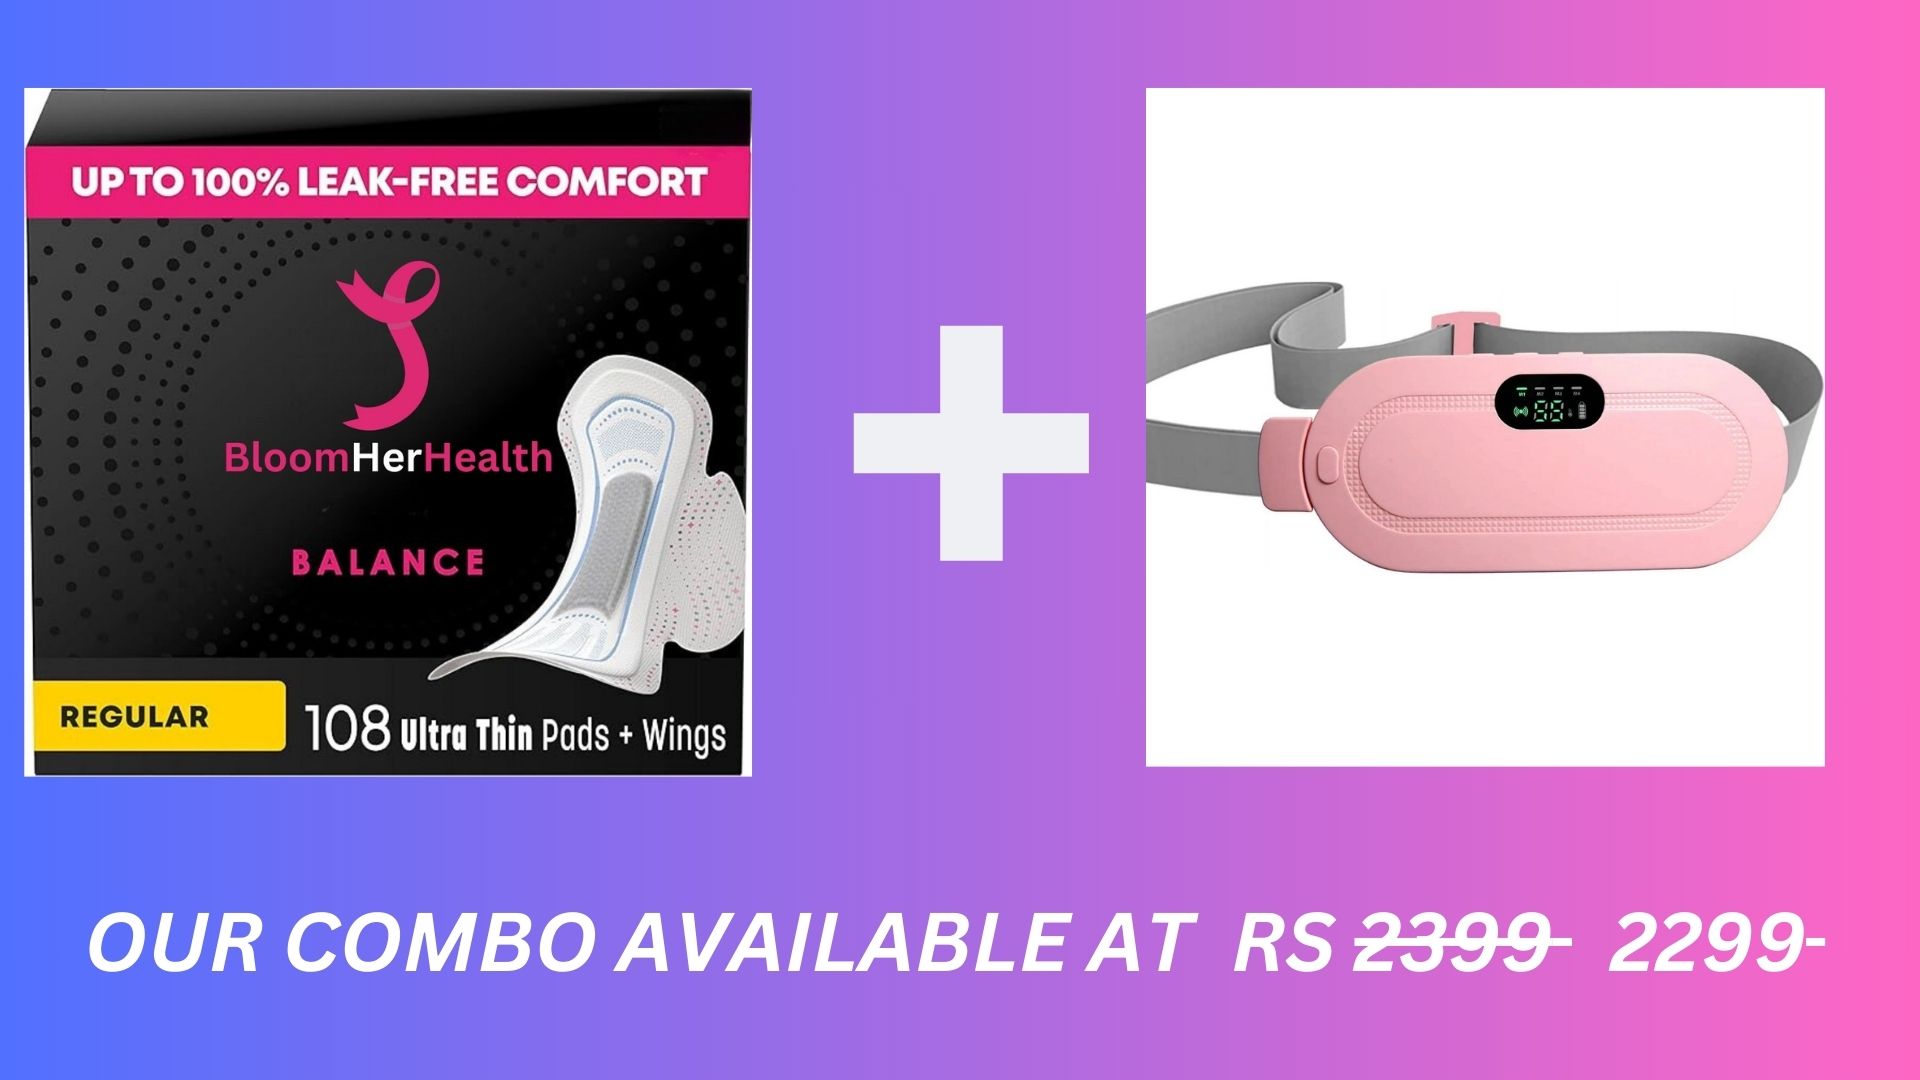 UP TO 100% LEAK-FREE COMFORT
BloomHerHealth
BALANCE
REGULAR
108 Ultra Thin Pads + Wings
OUR COMBO AVAILABLE AT RS 2399 2299-